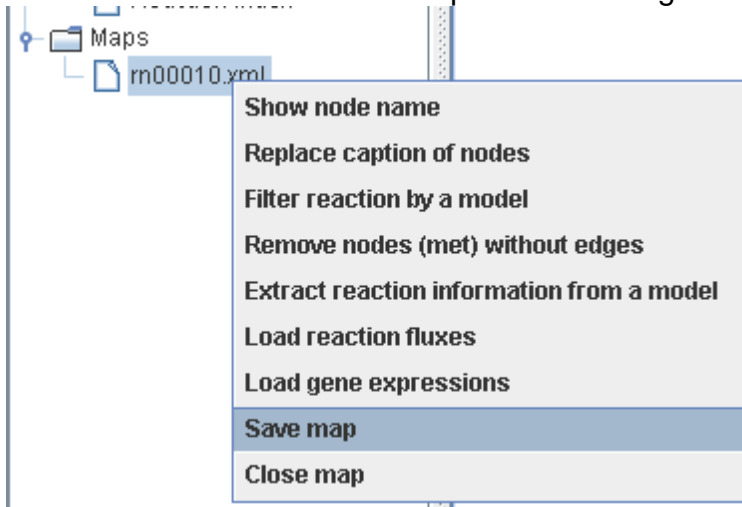 Maps
rn00010.xml
Show node name
Replace caption of nodes
Filter reaction by a model
Remove nodes (met) without edges
Extract reaction information from a model
Load reaction fluxes
Load gene expressions
Save map
Close map